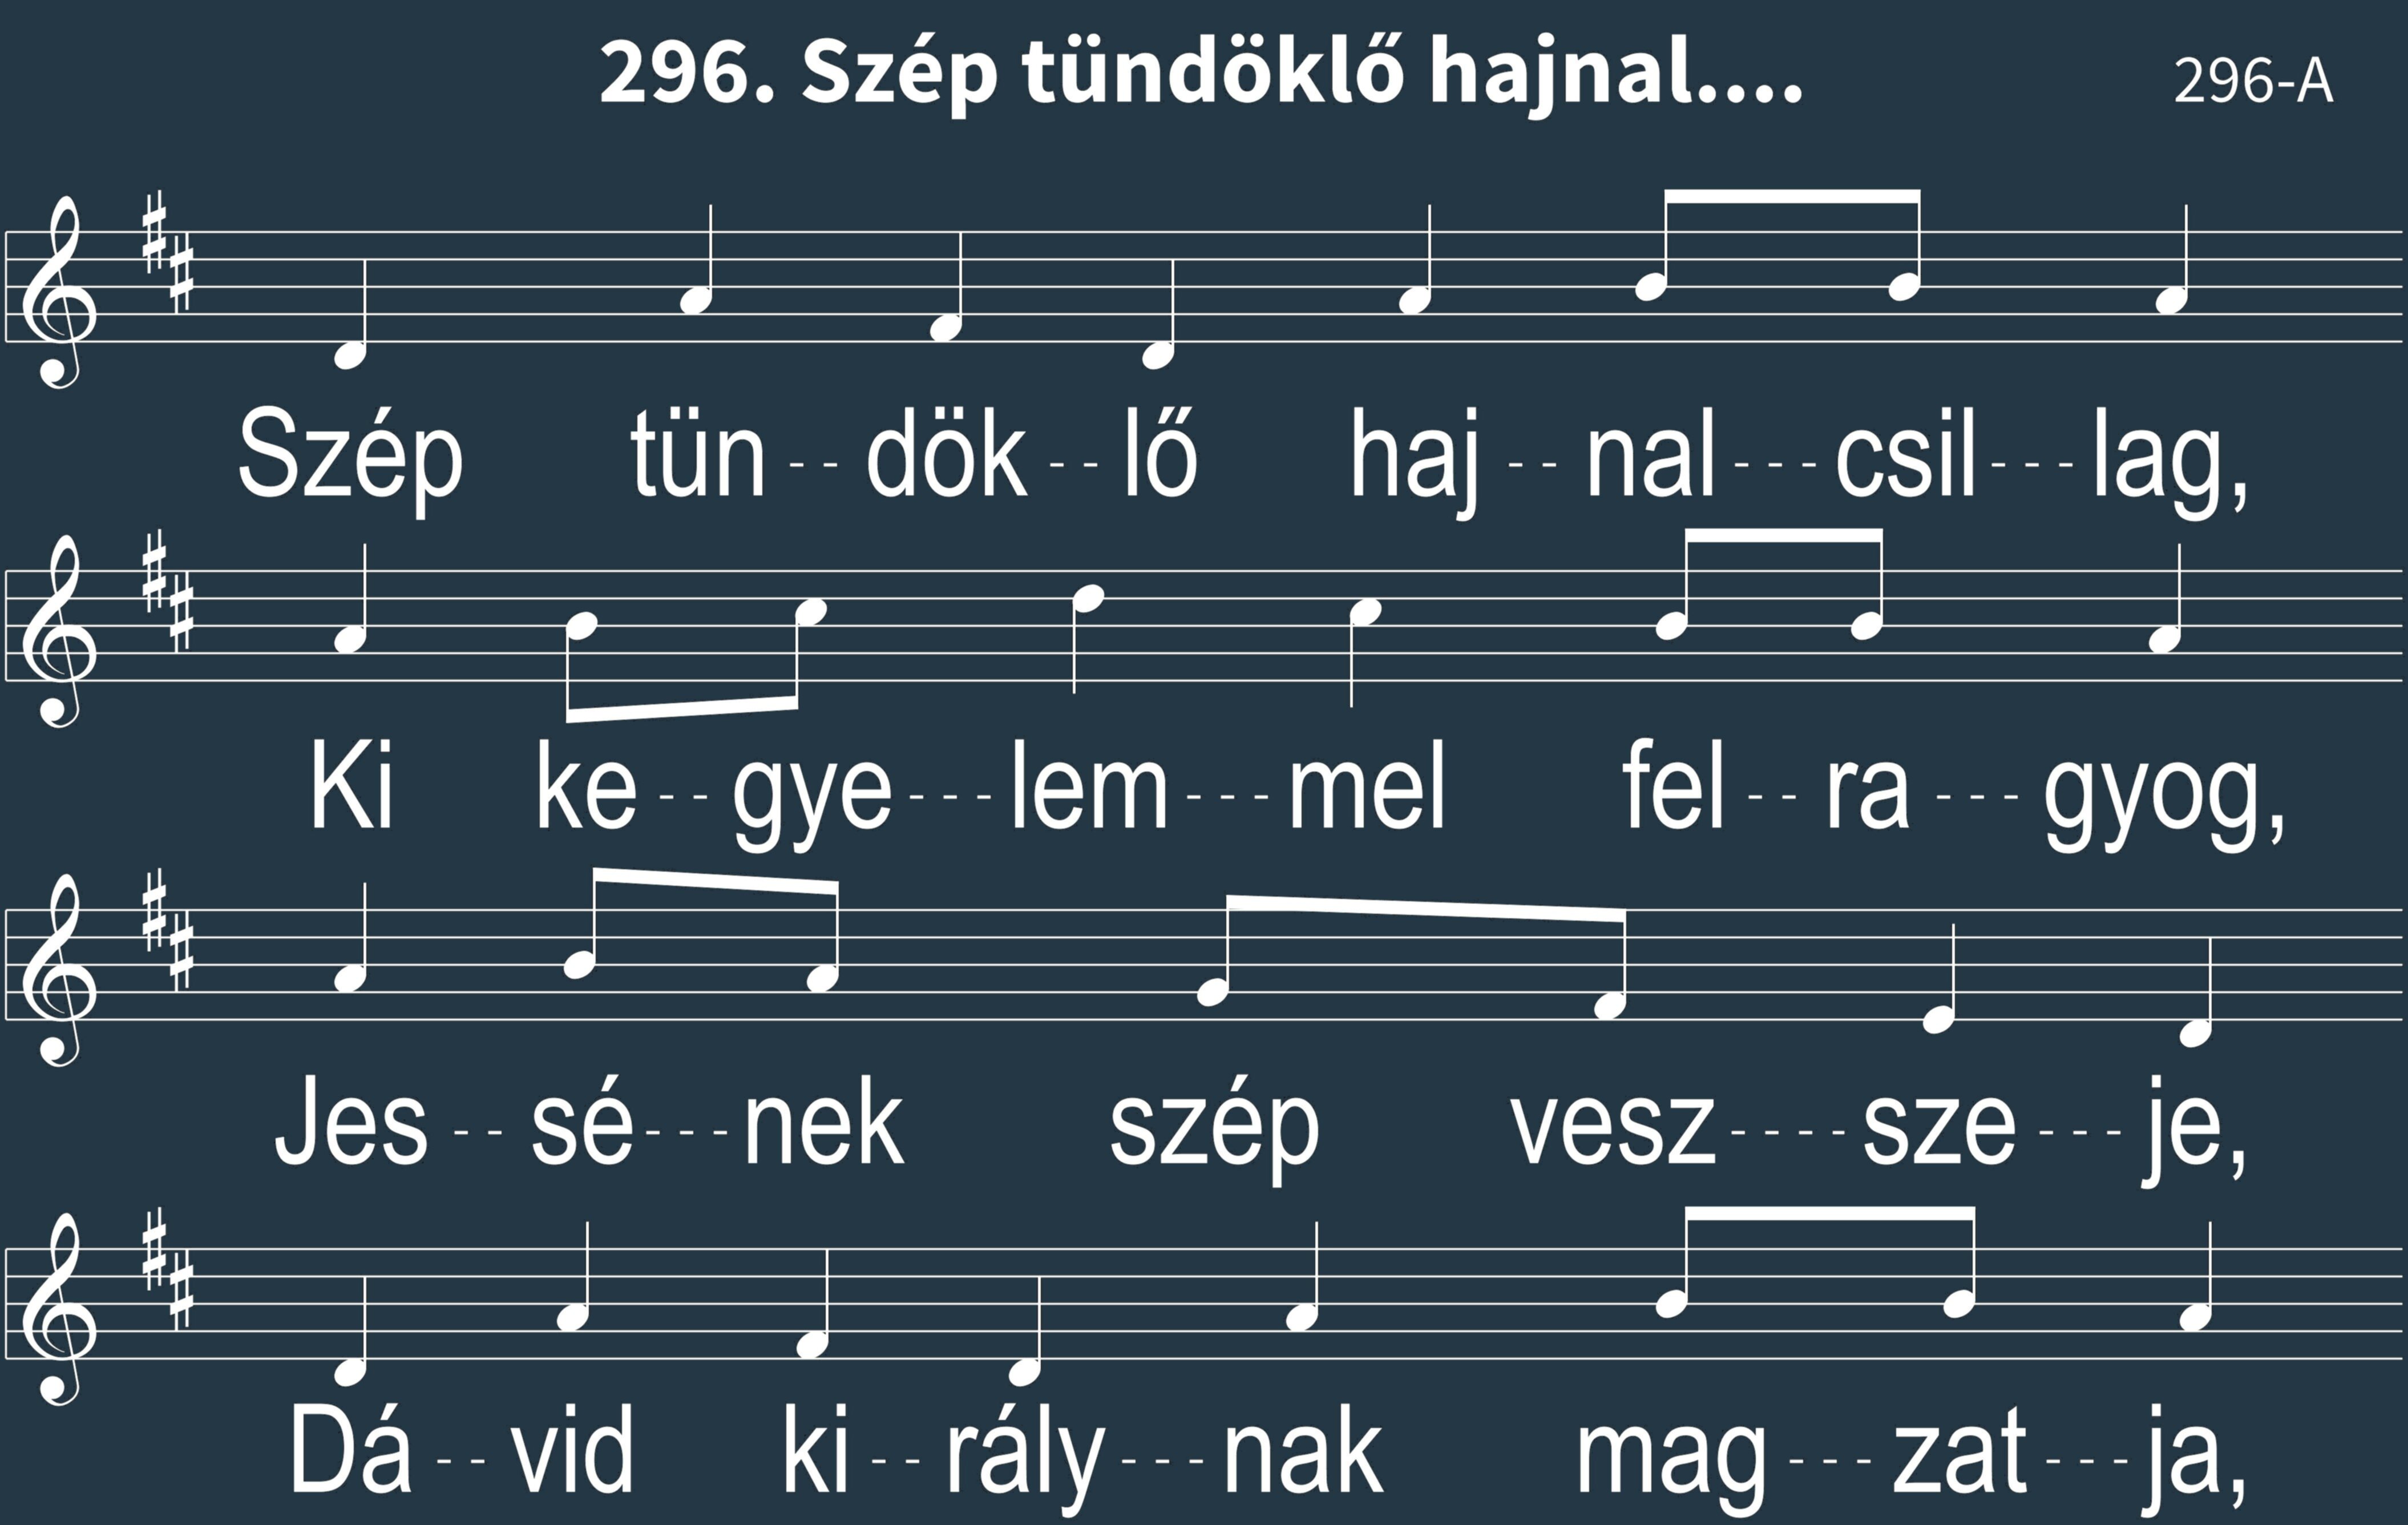 296. Szép tündöklő hajnal.... 296-A
Szép tün -- dök -- lő haj -- nal --- csil --- lag,
Ki ke -- gye --- lem --- mel fel -- ra --- gyog,
Jes -- sé --- nek szép vesz ---- sze --- je,
Dá -- vid ki -- rály --- nak mag --- zat --- ja,